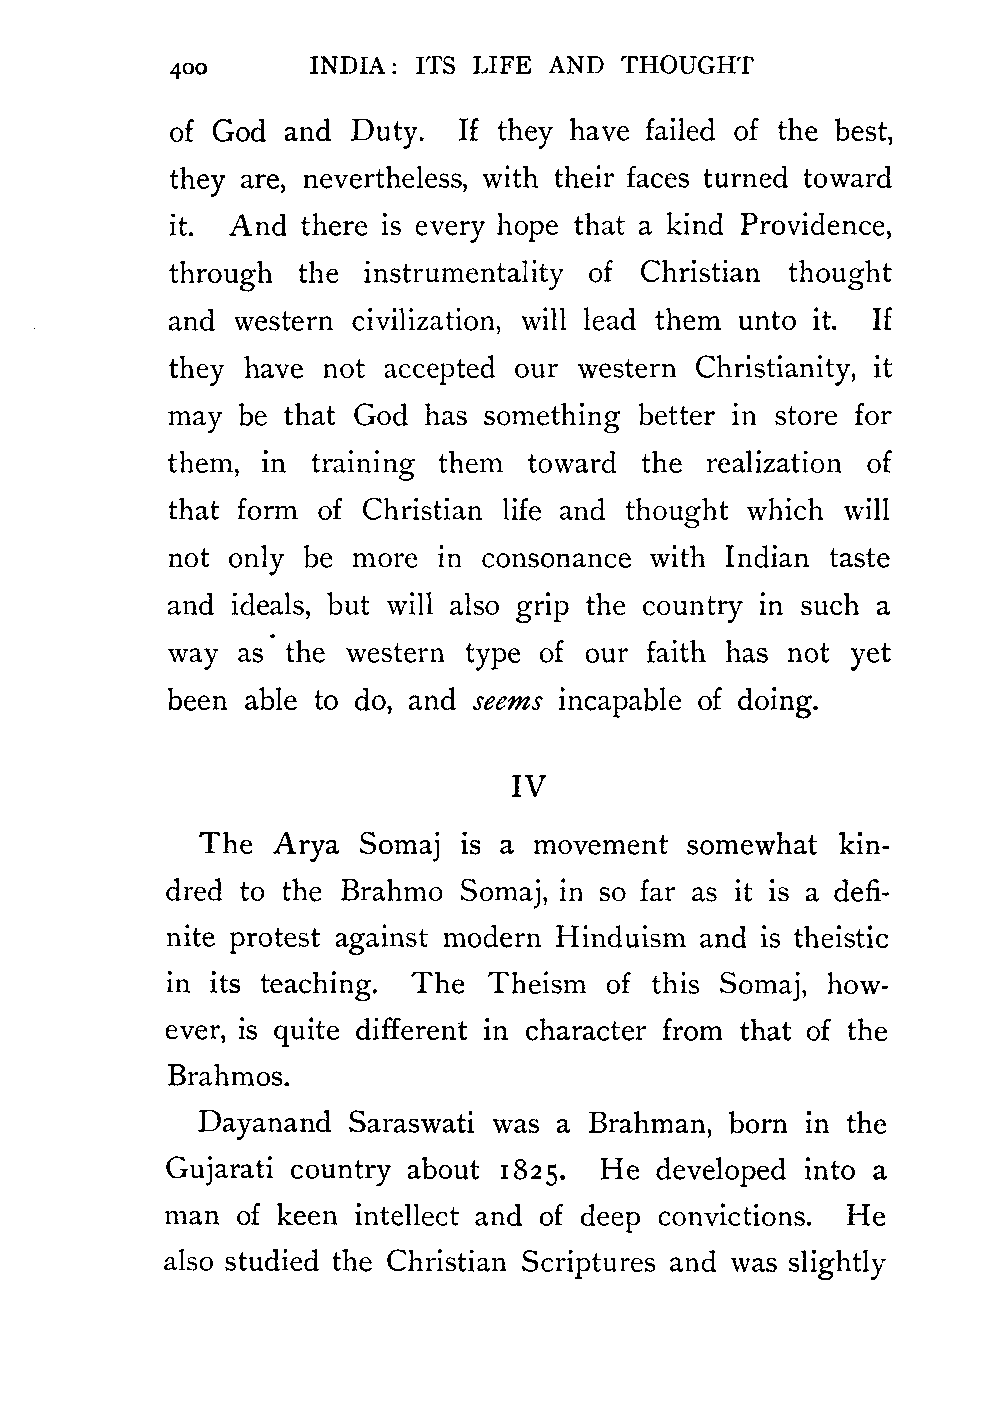 400 INDIA: ITS LIFE AND THOUGHT
of God and Duty. If they have failed of the best,
they are, nevertheless, with their faces turned toward
it. And there is every hope that a kind Providence,
through the instrumentality of Christian thought
and western civilization, will lead them unto it. If
they have not accepted our western Christianity, it
may be that God has something better in store for
them, in training them toward the realization of
that form of Christian life and thought which will
not only be more in consonance with Indian taste
and ideals, but will also grip the country in such a
way as the western type of our faith has not yet
been able to do, and seems incapable of doing.
IV
The Arya Somaj is a movement somewhat kin-
dred to the Brahmo Somaj, in so far as it is a defi-
nite protest against modern Hinduism and is theistic
in its teaching. The Theism of this Somaj, how-
ever, is quite different in character from that of the
Brahmos.
Dayanand Saraswati was a Brahman, born in the
Gujarati country about 1825. He developed into a
man of keen intellect and of deep convictions. He
also studied the Christian Scriptures and was slightly